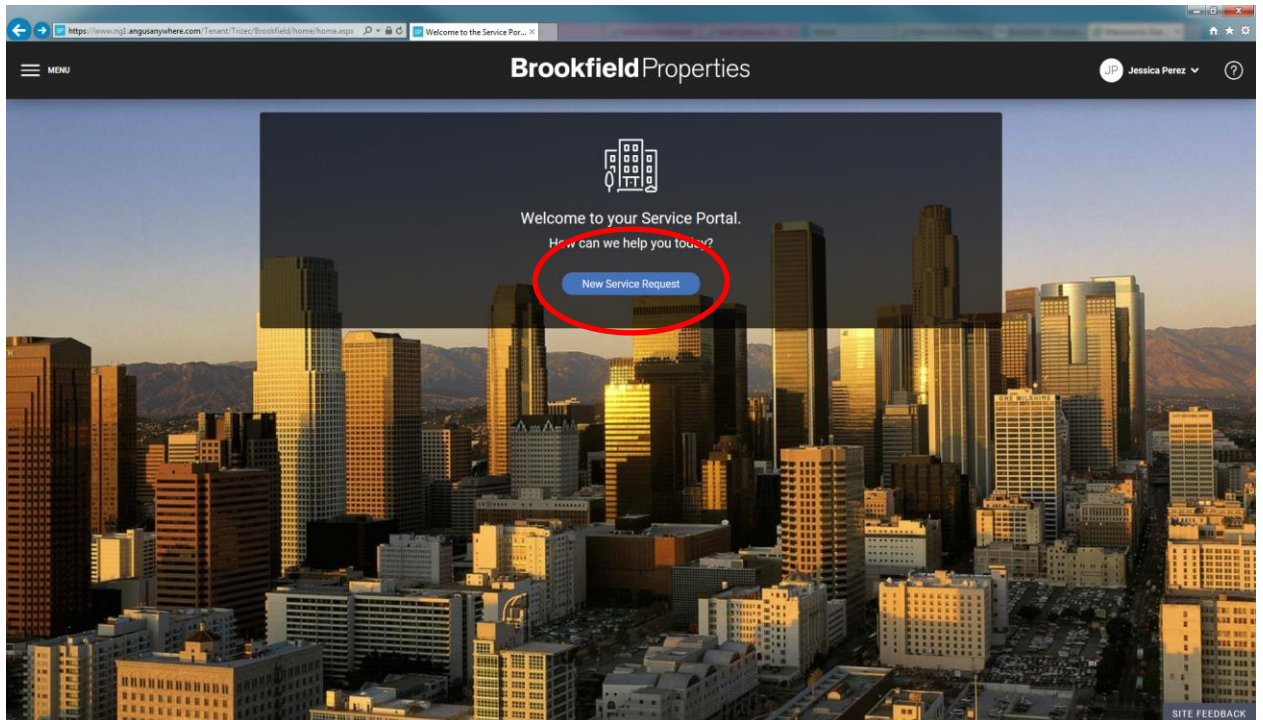 https://www.ng1.angusanywhere.com/Tenant/Trizec/Brookfield/home/home.aspx
Welcome to the Service Por...
MENU
Brookfield Properties
JP Jessica Perez
?
Welcome to your Service Portal.
How can we help you today?
New Service Request
ONE WILSHIRE
SITE FEEDBACK